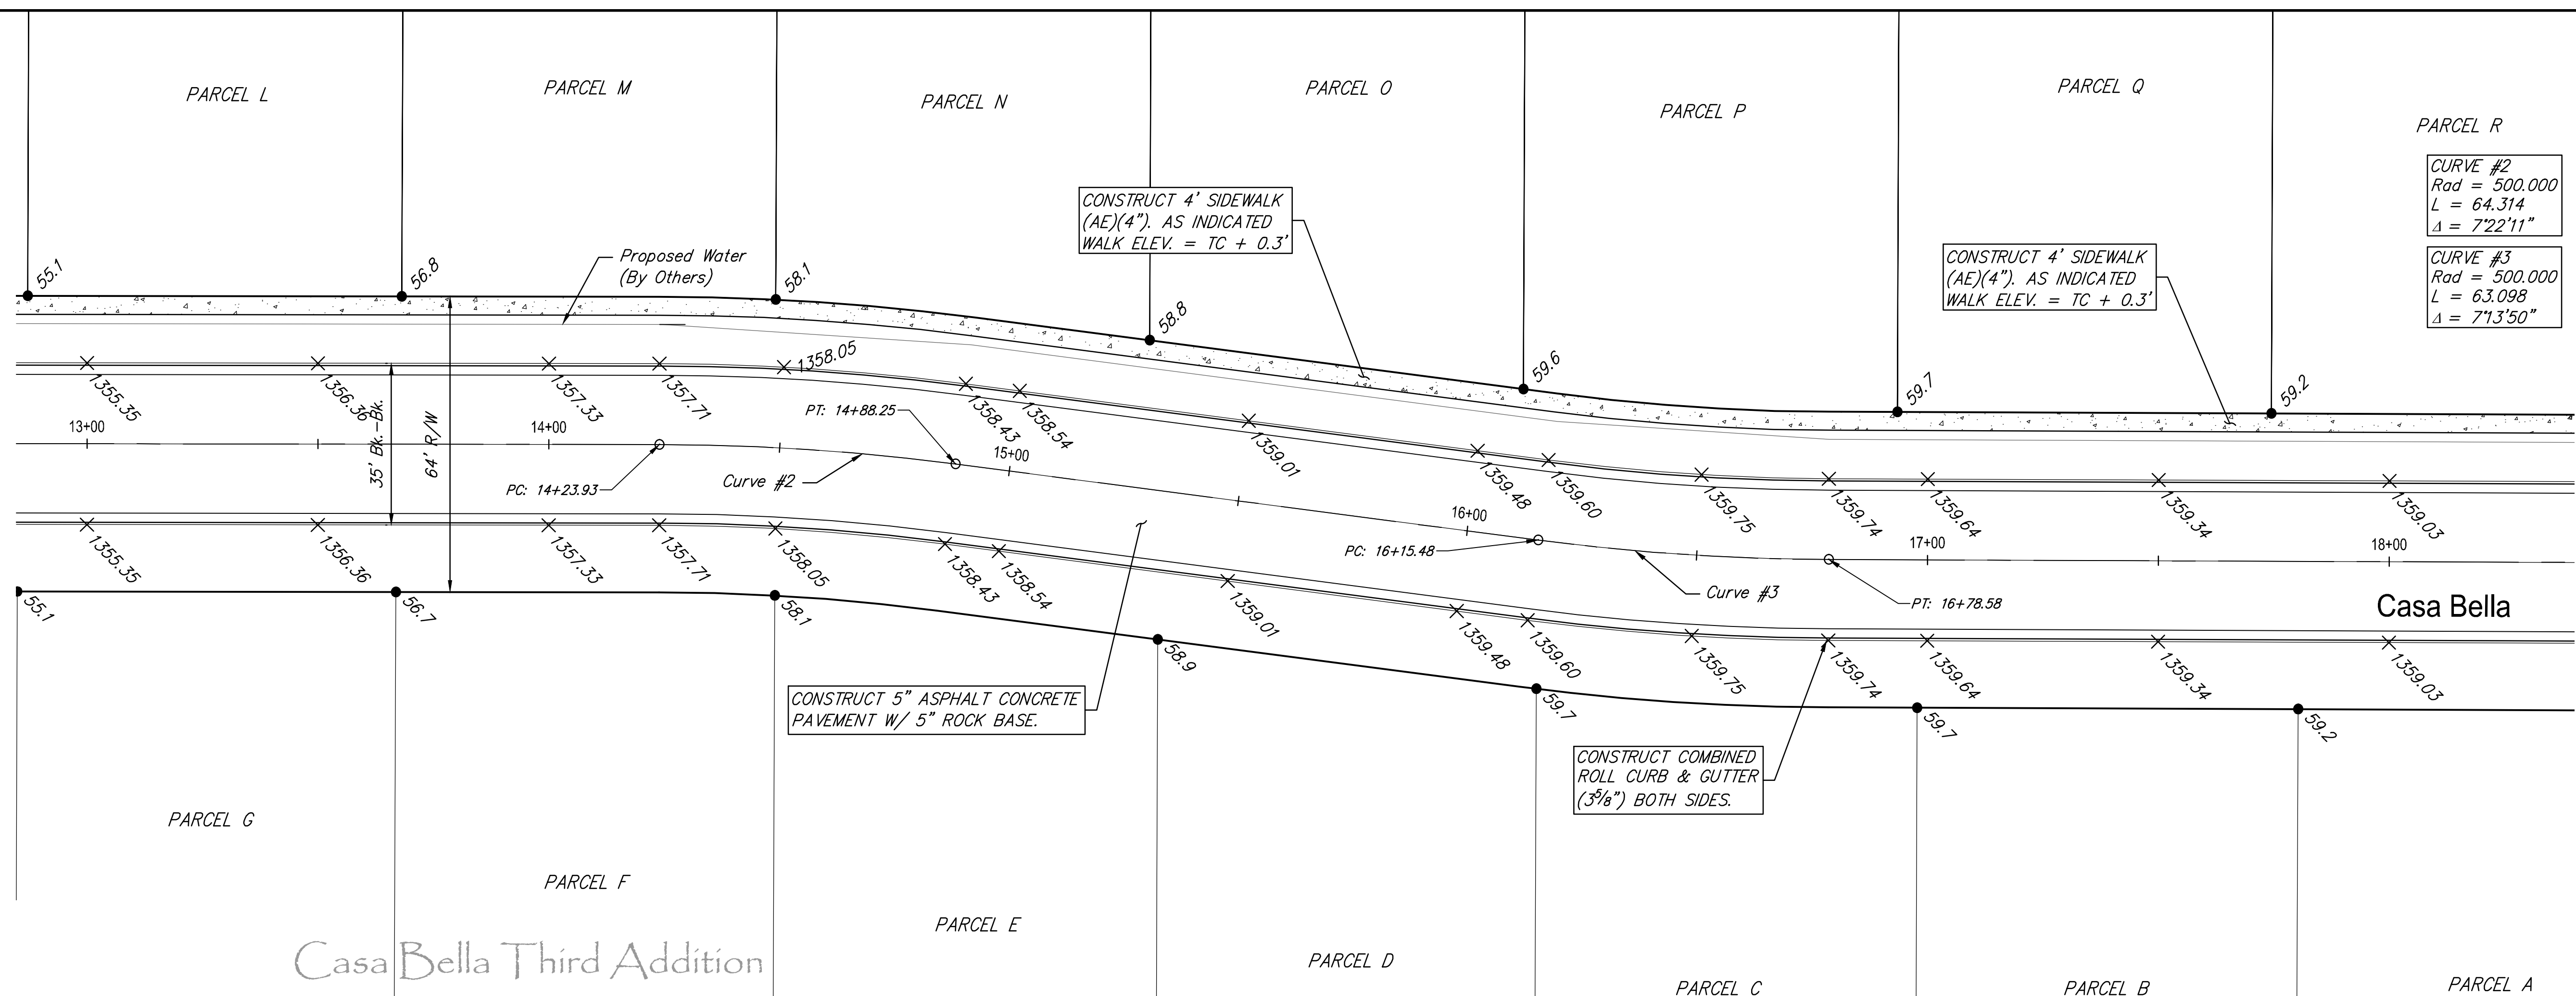 PARCEL L
PARCEL M
PARCEL N
PARCEL O
PARCEL P
PARCEL Q
PARCEL R
CURVE #2
Rad = 500.000
L = 64.314
Δ = 7°22'11"
CURVE #3
Rad = 500.000
L = 63.098
Δ = 7°13'50"
CONSTRUCT 4' SIDEWALK
(AE)(4"). AS INDICATED
WALK ELEV. = TC + 0.3'
CONSTRUCT 4' SIDEWALK
(AE)(4"). AS INDICATED
WALK ELEV. = TC + 0.3'
Proposed Water
(By Others)
55.1
56.8
58.1
58.8
59.6
59.7
59.2
1355.35
1356.36
1357.33
1357.71
1358.05
1358.43
1358.54
1359.01
1359.48
1359.60
1359.75
1359.74
1359.64
1359.34
1359.03
35' Bk.-Bk.
64' R/W
13+00
14+00
15+00
16+00
17+00
18+00
PC: 14+23.93
Curve #2
PT: 14+88.25
PC: 16+15.48
Curve #3
PT: 16+78.58
Casa Bella
1355.35
1356.36
1357.33
1357.71
1358.05
1358.43
1358.54
1359.01
1359.48
1359.60
1359.75
1359.74
1359.64
1359.34
1359.03
55.1
56.7
58.1
58.9
59.7
59.7
59.2
CONSTRUCT 5" ASPHALT CONCRETE
PAVEMENT W/ 5" ROCK BASE.
CONSTRUCT COMBINED
ROLL CURB & GUTTER
(3⅝") BOTH SIDES.
PARCEL G
PARCEL F
PARCEL E
PARCEL D
PARCEL C
PARCEL B
PARCEL A
Casa Bella Third Addition